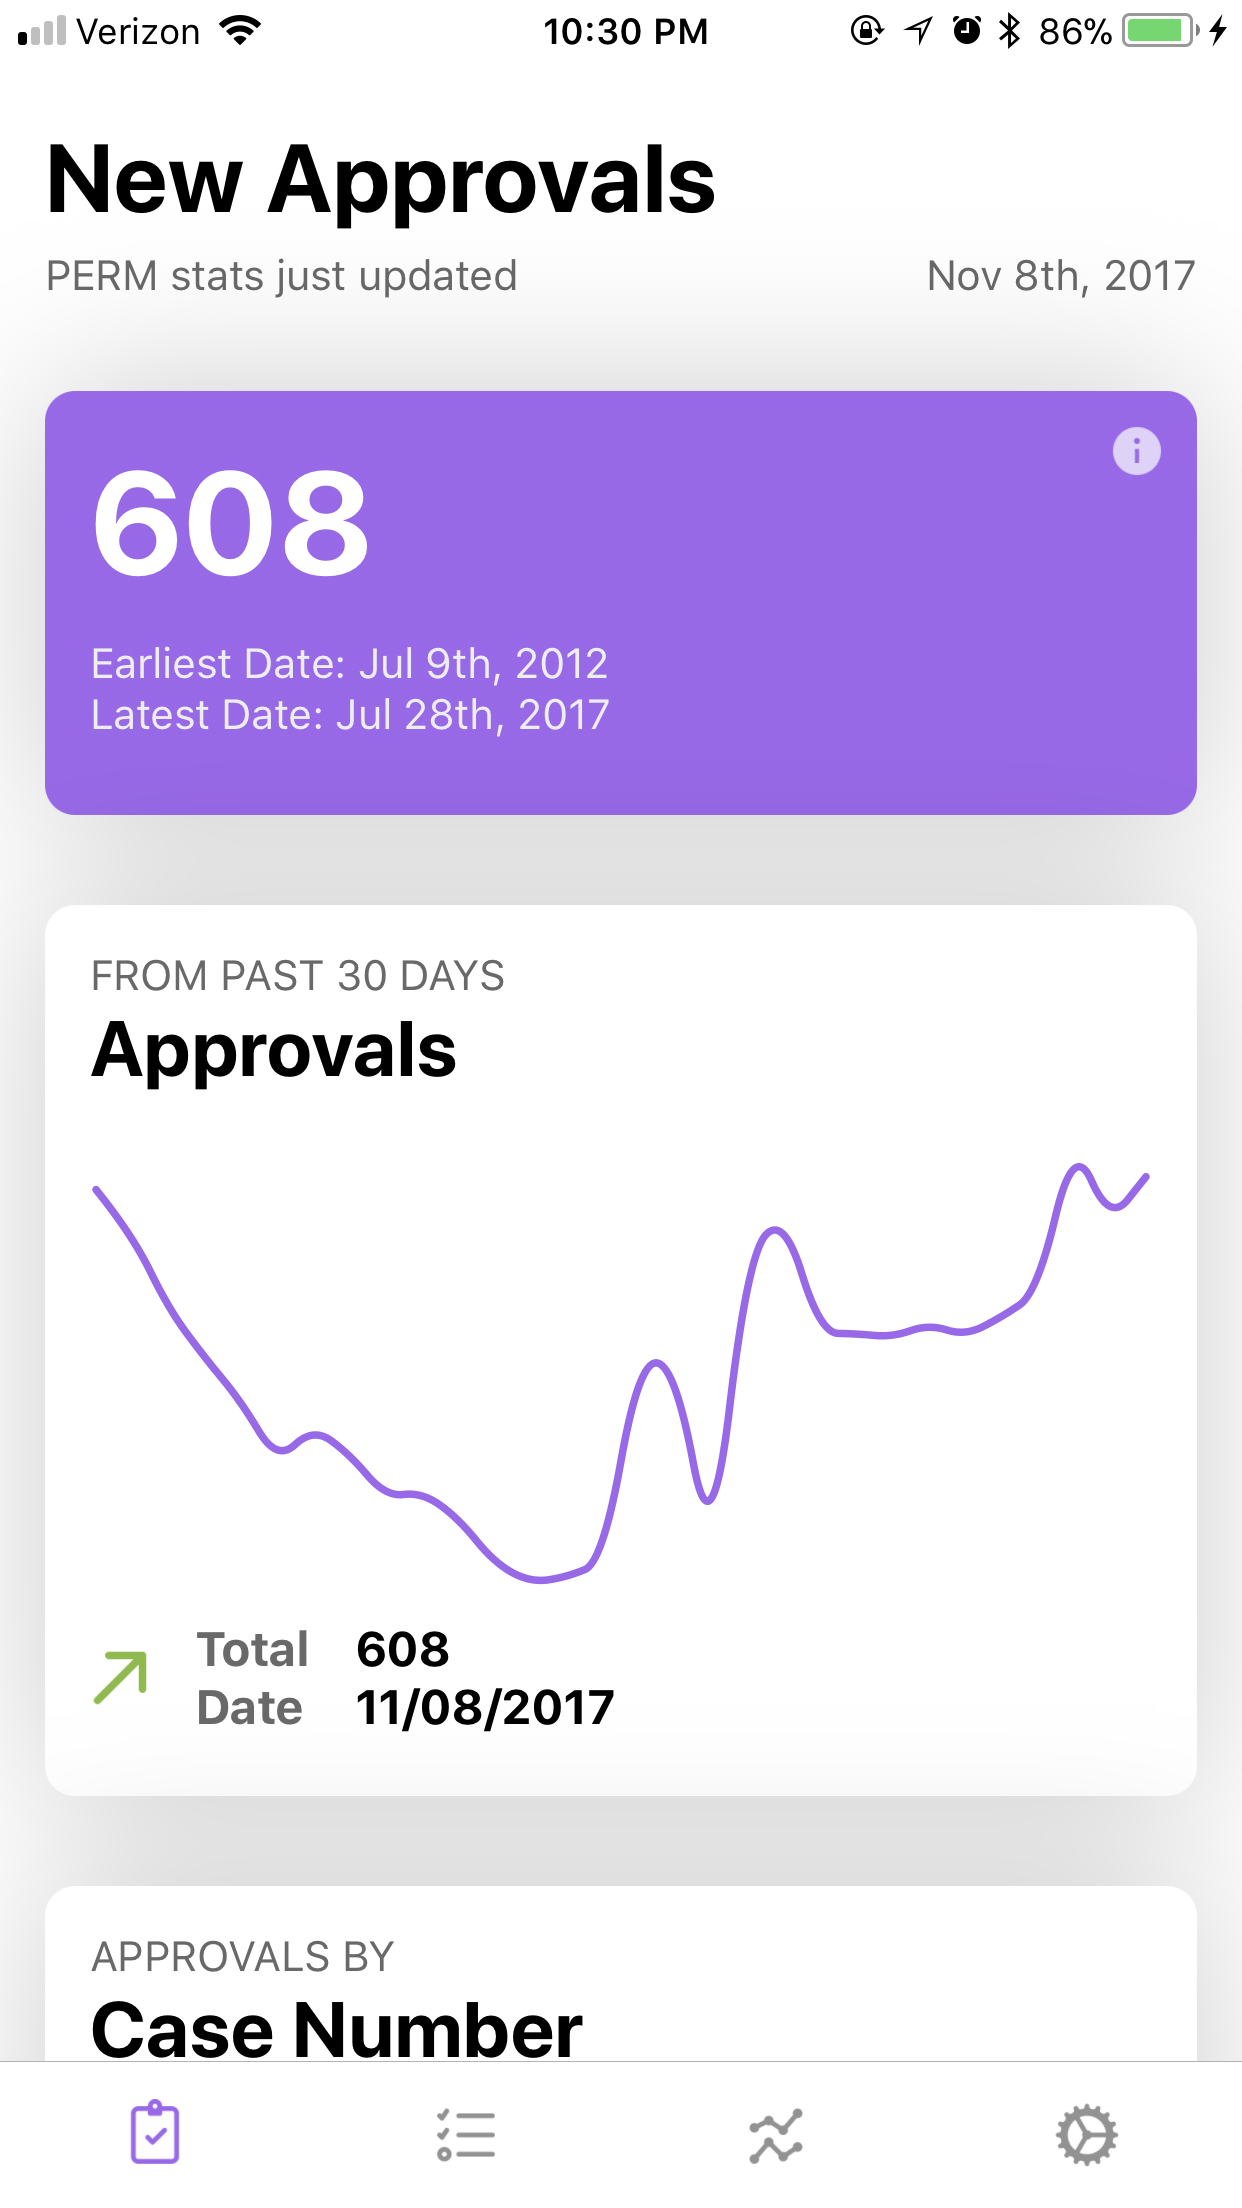 Verizon 10:30 PM 86%
New Approvals
PERM stats just updated Nov 8th, 2017
608
Earliest Date: Jul 9th, 2012
Latest Date: Jul 28th, 2017
FROM PAST 30 DAYS
Approvals
Total 608
Date 11/08/2017
APPROVALS BY
Case Number